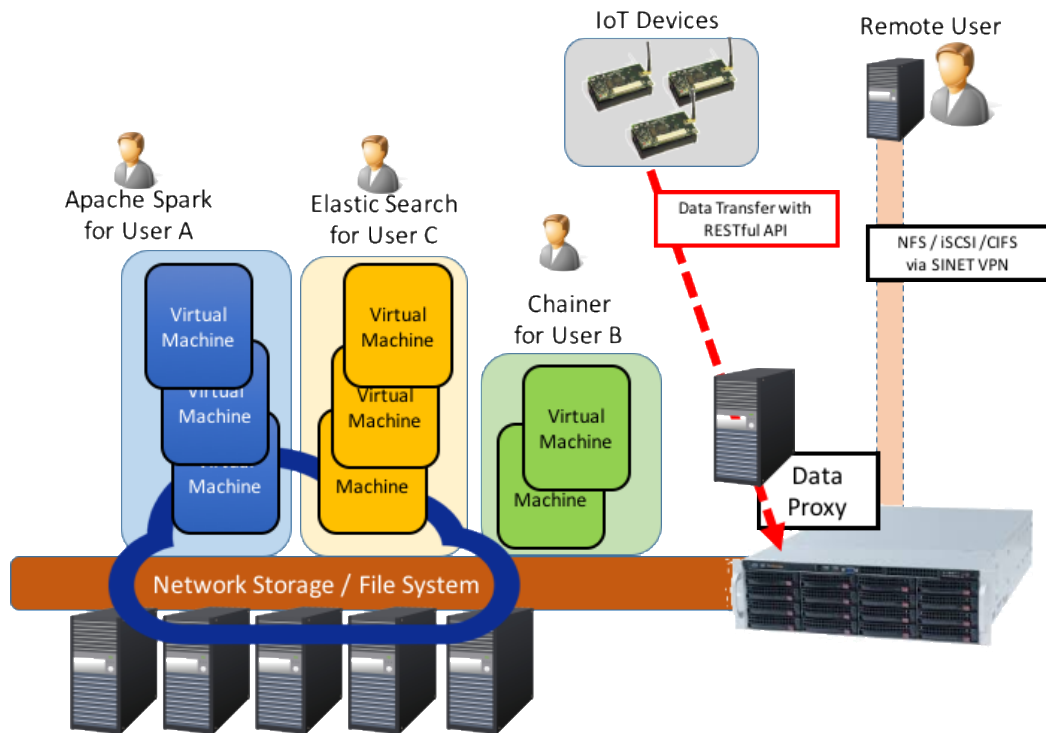 IoT Devices
Remote User
Apache Spark
for User A
Elastic Search
for User C
Data Transfer with
RESTful API
NFS / iSCSI /CIFS
via SINET VPN
Chainer
for User B
Virtual
Machine
Virtual
Machine
Virtual
Machine
Virtual
Machine
Virtual
Machine
Machine
Virtual
Machine
Machine
Data
Proxy
Network Storage / File System